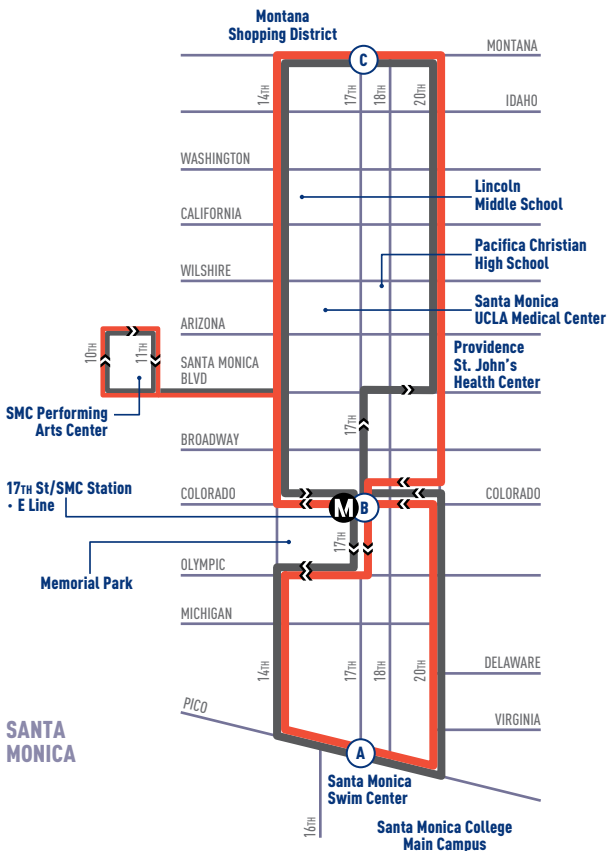 Montana
Shopping District
MONTANA
C
14TH
17TH
18TH
20TH
IDAHO
WASHINGTON
Lincoln
Middle School
CALIFORNIA
Pacifica Christian
High School
WILSHIRE
Santa Monica
UCLA Medical Center
ARIZONA
10TH
11TH
SANTA MONICA
BLVD
Providence
St. John's
Health Center
SMC Performing
Arts Center
17TH
BROADWAY
17TH St/SMC Station
· E Line
COLORADO
M
B
COLORADO
17TH
Memorial Park
OLYMPIC
MICHIGAN
14TH
17TH
18TH
20TH
DELAWARE
PICO
VIRGINIA
SANTA
MONICA
A
Santa Monica
Swim Center
16TH
Santa Monica College
Main Campus